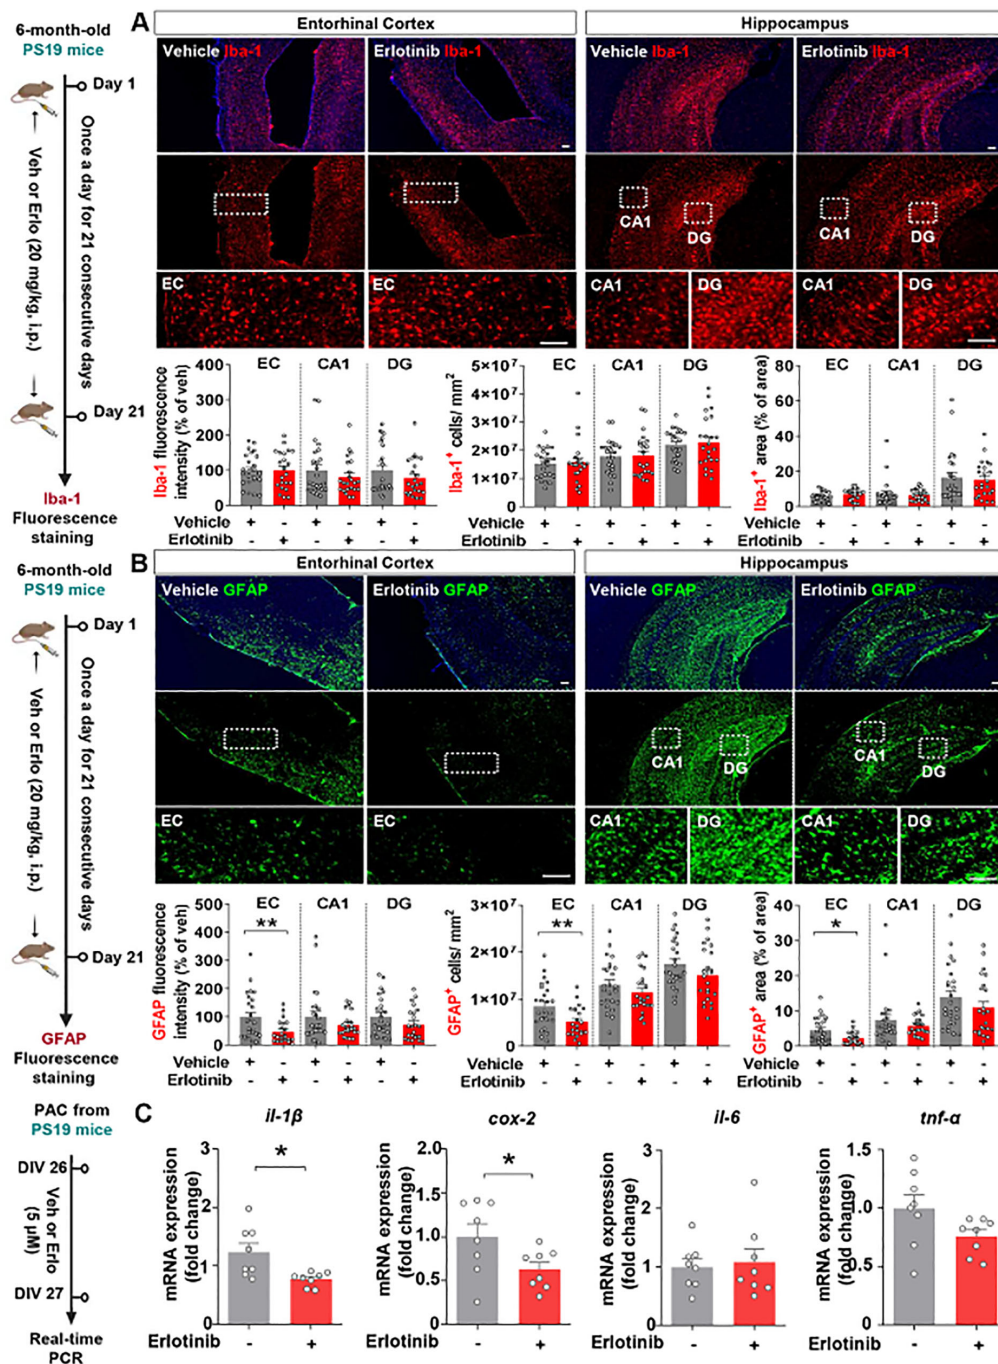 6-month-old
PS19 mice
Day 1
Once a day for 21 consecutive days
Veh or Erlo (20 mg/kg, i.p.)
Day 21
Iba-1
Fluorescence
staining
A
Entorhinal Cortex
Hippocampus
Vehicle Iba-1
Erlotinib Iba-1
Vehicle Iba-1
Erlotinib Iba-1
CA1
DG
CA1
DG
EC
EC
CA1
DG
CA1
DG
Iba-1 fluorescence
intensity (% of veh)
400
300
200
100
0
EC CA1 DG
Vehicle + - + - + -
Erlotinib - + - + - +
Iba-1⁺ cells/ mm²
5×10⁷
4×10⁷
3×10⁷
2×10⁷
1×10⁷
0
EC CA1 DG
Vehicle + - + - + -
Erlotinib - + - + - +
Iba-1⁺ area (% of area)
80
60
40
20
0
EC CA1 DG
Vehicle + - + - + -
Erlotinib - + - + - +
6-month-old
PS19 mice
Day 1
Once a day for 21 consecutive days
Veh or Erlo (20 mg/kg, i.p.)
Day 21
GFAP
Fluorescence
staining
B
Entorhinal Cortex
Hippocampus
Vehicle GFAP
Erlotinib GFAP
Vehicle GFAP
Erlotinib GFAP
CA1
DG
CA1
DG
EC
EC
CA1
DG
CA1
DG
GFAP fluorescence
intensity (% of veh)
500
400
300
200
100
0
EC CA1 DG
**
Vehicle + - + - + -
Erlotinib - + - + - +
GFAP⁺ cells/ mm²
3×10⁷
2×10⁷
1×10⁷
0
EC CA1 DG
**
Vehicle + - + - + -
Erlotinib - + - + - +
GFAP⁺ area (% of area)
40
30
20
10
0
EC CA1 DG
*
Vehicle + - + - + -
Erlotinib - + - + - +
PAC from
PS19 mice
DIV 26
Veh or Erlo
(5 µM)
DIV 27
Real-time
PCR
C
il-1β
mRNA expression
(fold change)
3
2
1
0
*
Erlotinib - +
cox-2
mRNA expression
(fold change)
2.0
1.5
1.0
0.5
0
*
Erlotinib - +
il-6
mRNA expression
(fold change)
3
2
1
0
Erlotinib - +
tnf-α
mRNA expression
(fold change)
1.5
1.0
0.5
0
Erlotinib - +